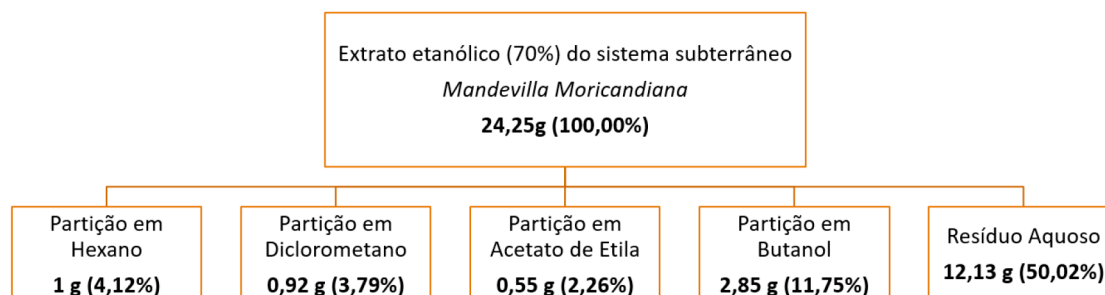 Extrato etanólico (70%) do sistema subterrâneo
Mandevilla Moricandiana
24,25g (100,00%)
Partição em
Hexano
1 g (4,12%)
Partição em
Diclorometano
0,92 g (3,79%)
Partição em
Acetato de Etila
0,55 g (2,26%)
Partição em
Butanol
2,85 g (11,75%)
Resíduo Aquoso
12,13 g (50,02%)